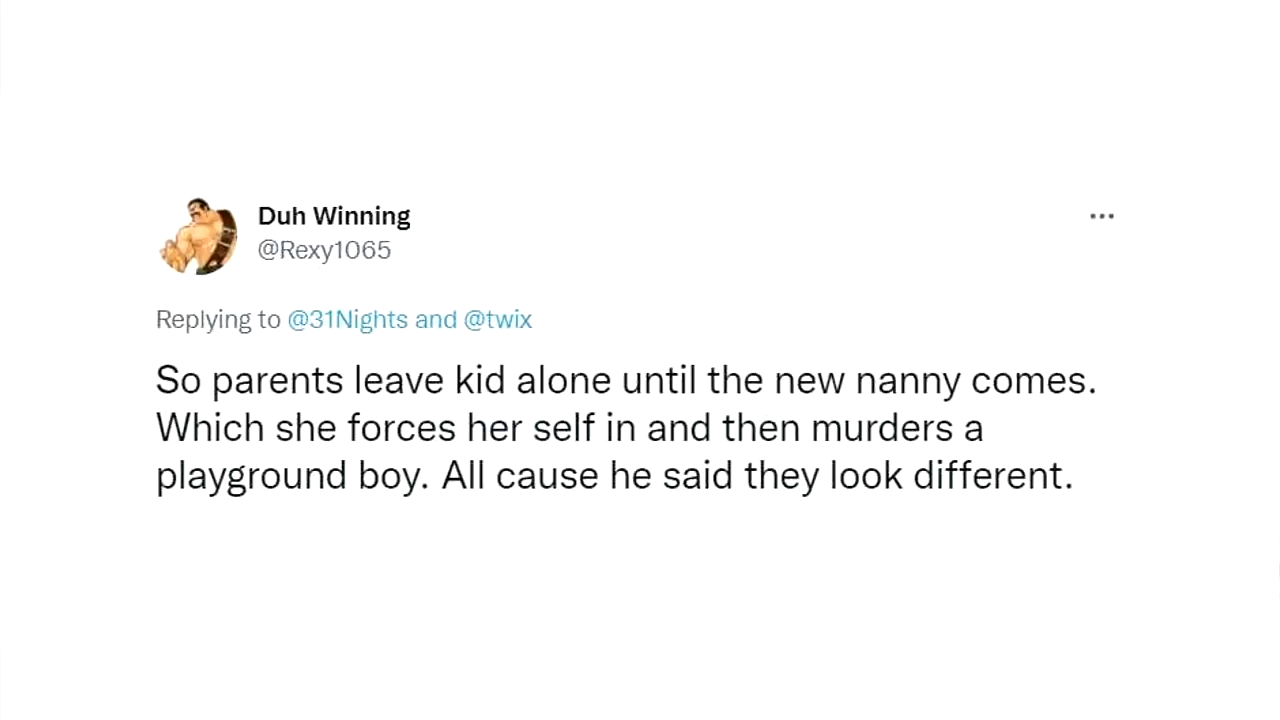 Duh Winning
@Rexy1065
Replying to @31Nights and @twix
So parents leave kid alone until the new nanny comes.
Which she forces her self in and then murders a
playground boy. All cause he said they look different.